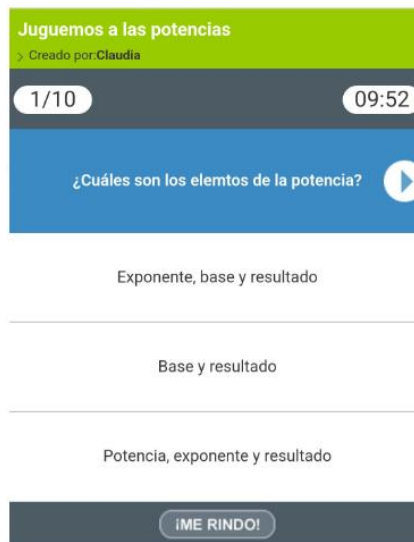 Juguemos a las potencias
> Creado por:Claudia
1/10
09:52
¿Cuáles son los elemtos de la potencia?
Exponente, base y resultado
Base y resultado
Potencia, exponente y resultado
¡ME RINDO!